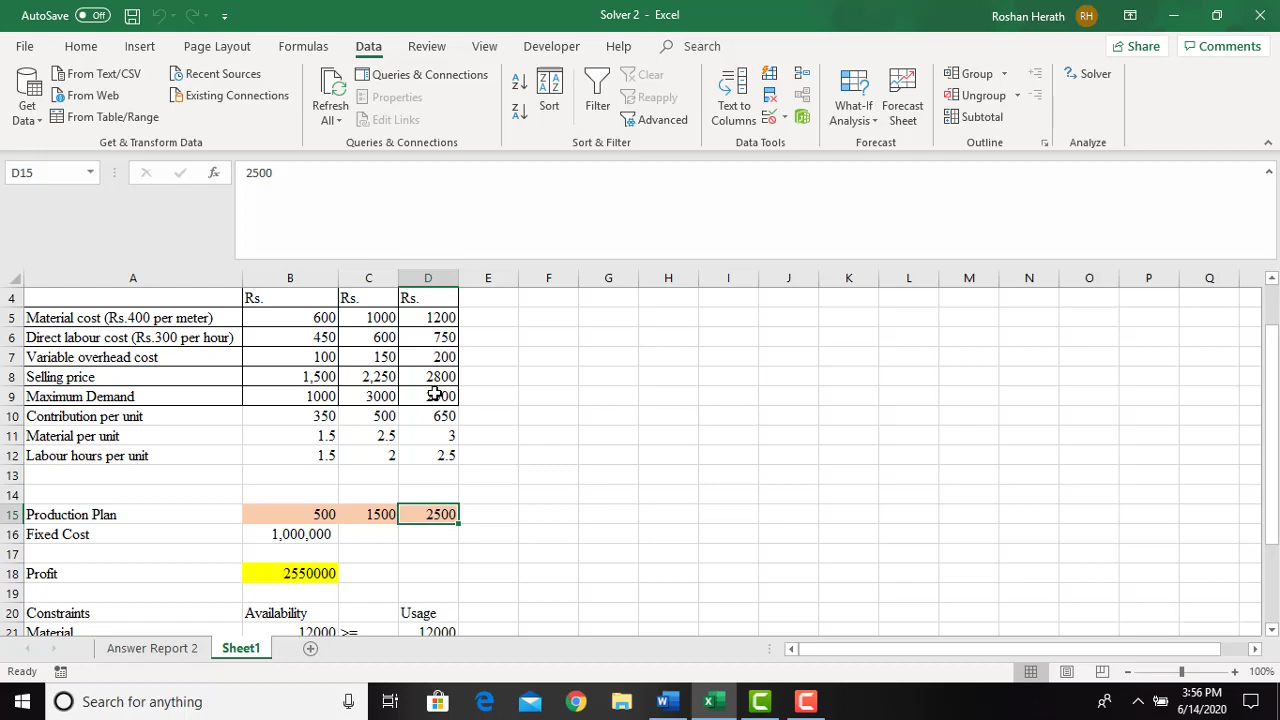 AutoSave Off Solver 2 - Excel Roshan Herath RH
File Home Insert Page Layout Formulas Data Review View Developer Help Search Share Comments
Get Data From Text/CSV From Web From Table/Range Recent Sources Existing Connections
Refresh All Queries & Connections Properties Edit Links
Sort Filter Clear Reapply Advanced
Text to Columns What-If Analysis Forecast Sheet Group Ungroup Subtotal Solver
Get & Transform Data Queries & Connections Sort & Filter Data Tools Forecast Outline Analyze
D15 fx 2500
A B C D E F G H I J K L M N O P Q
4 Rs. Rs. Rs.
5 Material cost (Rs.400 per meter) 600 1000 1200
6 Direct labour cost (Rs.300 per hour) 450 600 750
7 Variable overhead cost 100 150 200
8 Selling price 1,500 2,250 2800
9 Maximum Demand 1000 3000
10 Contribution per unit 350 500 650
11 Material per unit 1.5 2.5 3
12 Labour hours per unit 1.5 2 2.5
13
14
15 Production Plan 500 1500 2500
16 Fixed Cost 1,000,000
17
18 Profit 2550000
19
20 Constraints Availability Usage
21 Material 12000 >= 12000
Answer Report 2 Sheet1
Ready 100%
Search for anything 3:56 PM
6/14/2020